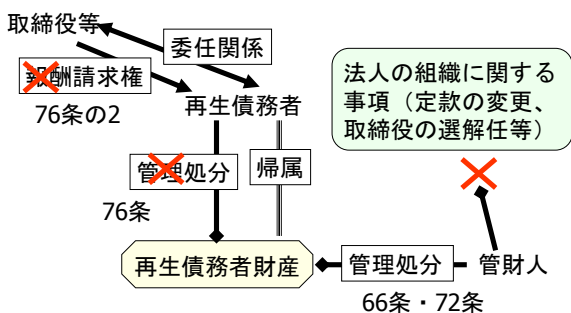 取締役等
委任関係
報酬請求権
76条の2
再生債務者
法人の組織に関する
事項（定款の変更、
取締役の選解任等）
管理処分
帰属
76条
再生債務者財産
管理処分
管財人
66条・72条